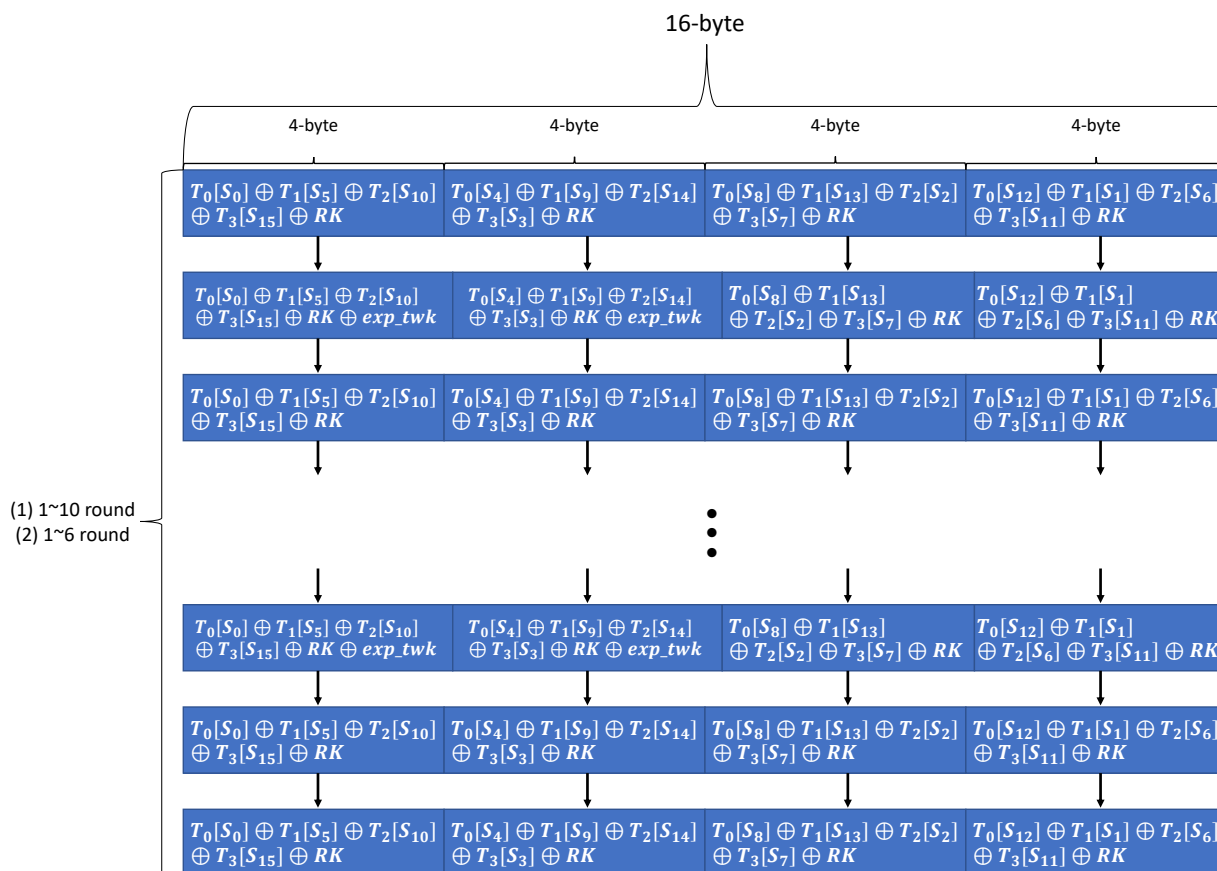 16-byte
4-byte 4-byte 4-byte 4-byte
T₀[S₀] ⊕ T₁[S₅] ⊕ T₂[S₁₀] T₀[S₄] ⊕ T₁[S₉] ⊕ T₂[S₁₄] T₀[S₈] ⊕ T₁[S₁₃] ⊕ T₂[S₂] T₀[S₁₂] ⊕ T₁[S₁] ⊕ T₂[S₆]
⊕ T₃[S₁₅] ⊕ RK ⊕ T₃[S₃] ⊕ RK ⊕ T₃[S₇] ⊕ RK ⊕ T₃[S₁₁] ⊕ RK
T₀[S₀] ⊕ T₁[S₅] ⊕ T₂[S₁₀] T₀[S₄] ⊕ T₁[S₉] ⊕ T₂[S₁₄] T₀[S₈] ⊕ T₁[S₁₃] T₀[S₁₂] ⊕ T₁[S₁]
⊕ T₃[S₁₅] ⊕ RK ⊕ exp_twk ⊕ T₃[S₃] ⊕ RK ⊕ exp_twk ⊕ T₂[S₂] ⊕ T₃[S₇] ⊕ RK ⊕ T₂[S₆] ⊕ T₃[S₁₁] ⊕ RK
T₀[S₀] ⊕ T₁[S₅] ⊕ T₂[S₁₀] T₀[S₄] ⊕ T₁[S₉] ⊕ T₂[S₁₄] T₀[S₈] ⊕ T₁[S₁₃] ⊕ T₂[S₂] T₀[S₁₂] ⊕ T₁[S₁] ⊕ T₂[S₆]
⊕ T₃[S₁₅] ⊕ RK ⊕ T₃[S₃] ⊕ RK ⊕ T₃[S₇] ⊕ RK ⊕ T₃[S₁₁] ⊕ RK
(1) 1~10 round
(2) 1~6 round
T₀[S₀] ⊕ T₁[S₅] ⊕ T₂[S₁₀] T₀[S₄] ⊕ T₁[S₉] ⊕ T₂[S₁₄] T₀[S₈] ⊕ T₁[S₁₃] T₀[S₁₂] ⊕ T₁[S₁]
⊕ T₃[S₁₅] ⊕ RK ⊕ exp_twk ⊕ T₃[S₃] ⊕ RK ⊕ exp_twk ⊕ T₂[S₂] ⊕ T₃[S₇] ⊕ RK ⊕ T₂[S₆] ⊕ T₃[S₁₁] ⊕ RK
T₀[S₀] ⊕ T₁[S₅] ⊕ T₂[S₁₀] T₀[S₄] ⊕ T₁[S₉] ⊕ T₂[S₁₄] T₀[S₈] ⊕ T₁[S₁₃] ⊕ T₂[S₂] T₀[S₁₂] ⊕ T₁[S₁] ⊕ T₂[S₆]
⊕ T₃[S₁₅] ⊕ RK ⊕ T₃[S₃] ⊕ RK ⊕ T₃[S₇] ⊕ RK ⊕ T₃[S₁₁] ⊕ RK
T₀[S₀] ⊕ T₁[S₅] ⊕ T₂[S₁₀] T₀[S₄] ⊕ T₁[S₉] ⊕ T₂[S₁₄] T₀[S₈] ⊕ T₁[S₁₃] ⊕ T₂[S₂] T₀[S₁₂] ⊕ T₁[S₁] ⊕ T₂[S₆]
⊕ T₃[S₁₅] ⊕ RK ⊕ T₃[S₃] ⊕ RK ⊕ T₃[S₇] ⊕ RK ⊕ T₃[S₁₁] ⊕ RK